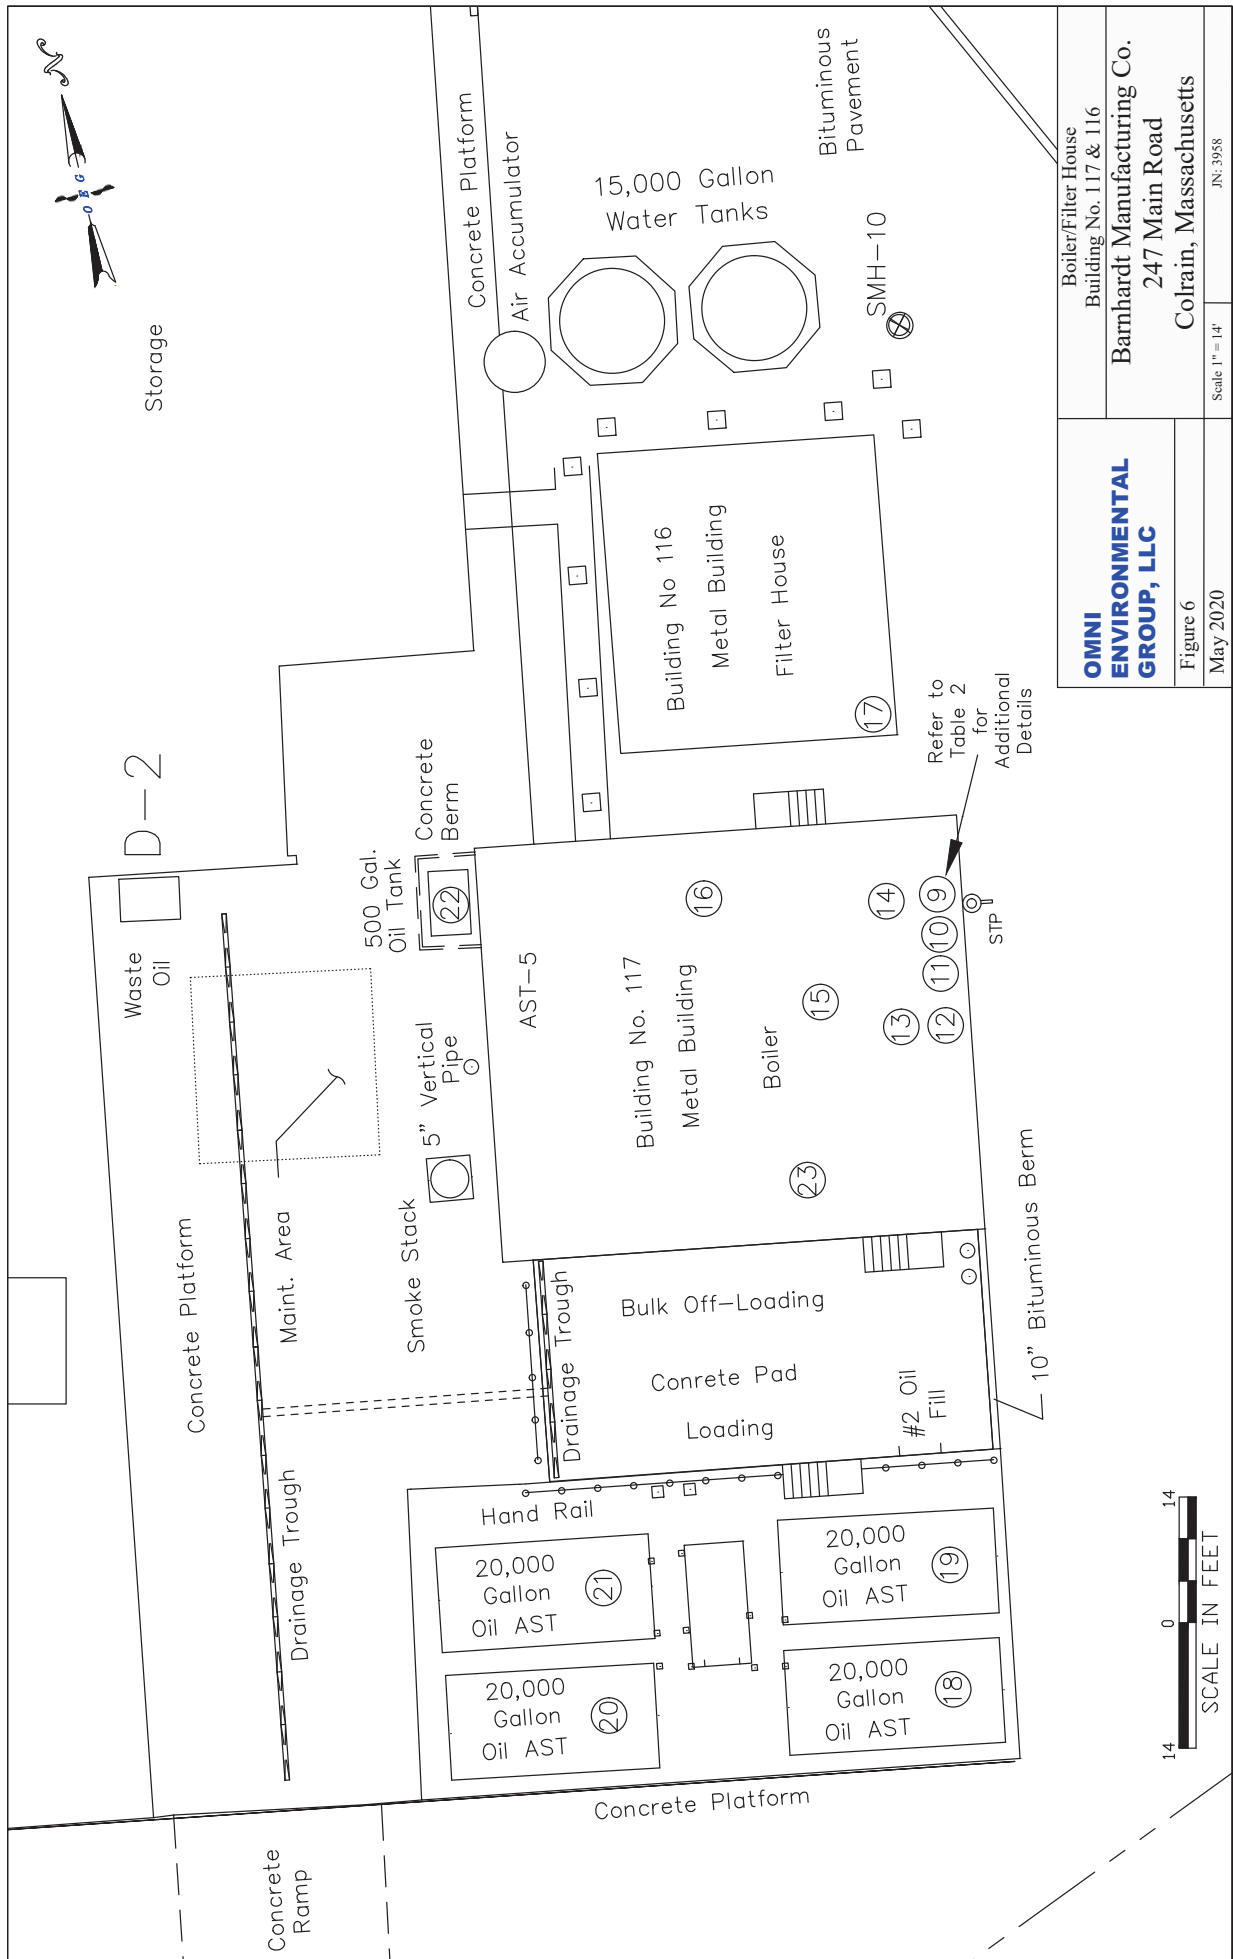 N
O E G
Storage
Concrete Platform
Air Accumulator
15,000 Gallon
Water Tanks
Bituminous
Pavement
SMH-10
D-2
Waste
Oil
500 Gal.
Oil Tank
Concrete
Berm
22
Building No 116
Metal Building
Filter House
17
Refer to
Table 2
for
Additional
Details
AST-5
Building No. 117
Metal Building
Boiler
16
14
9
10
11
12
13
15
23
STP
5" Vertical
Pipe
Smoke Stack
Maint. Area
Concrete Platform
Drainage Trough
Drainage Trough
Bulk Off-Loading
Conrete Pad
Loading
#2 Oil
Fill
10" Bituminous Berm
Hand Rail
20,000
Gallon
Oil AST
21
20,000
Gallon
Oil AST
20
20,000
Gallon
Oil AST
19
20,000
Gallon
Oil AST
18
Concrete Platform
Concrete
Ramp
14
0
14
SCALE IN FEET
OMNI
ENVIRONMENTAL
GROUP, LLC
Figure 6
May 2020
Boiler/Filter House
Building No. 117 & 116
Barnhardt Manufacturing Co.
247 Main Road
Colrain, Massachusetts
Scale 1" = 14'
JN: 3958